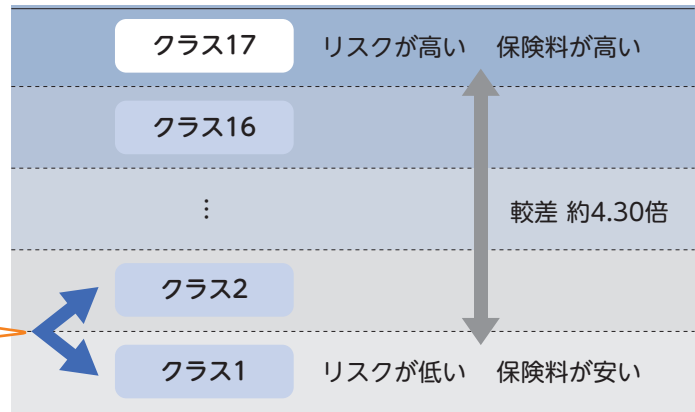 クラス17 リスクが高い 保険料が高い
クラス16
⋮
較差 約4.30倍
クラス2
クラス1 リスクが低い 保険料が安い